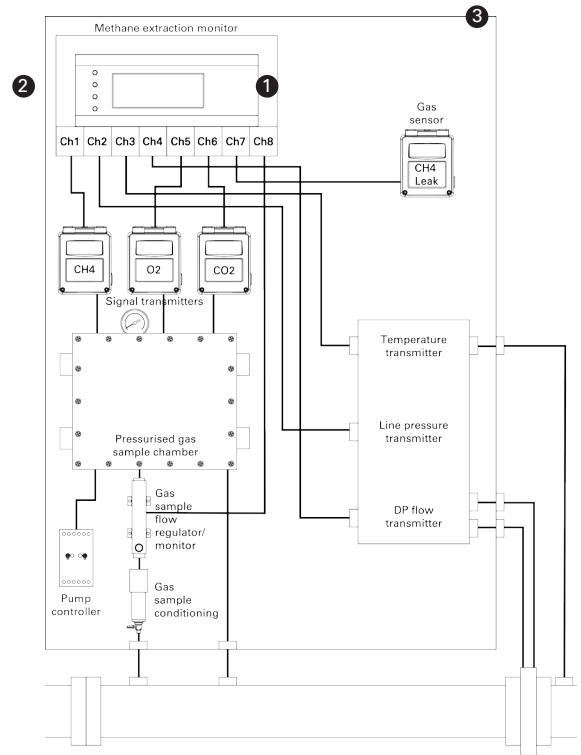 3
Methane extraction monitor
2
1
Gas
sensor
Ch1 Ch2 Ch3 Ch4 Ch5 Ch6 Ch7 Ch8
CH4
Leak
CH4
O2
CO2
Signal transmitters
Temperature
transmitter
Pressurised gas
sample chamber
Line pressure
transmitter
Gas
sample
flow
regulator/
monitor
DP flow
transmitter
Pump
controller
Gas
sample
conditioning